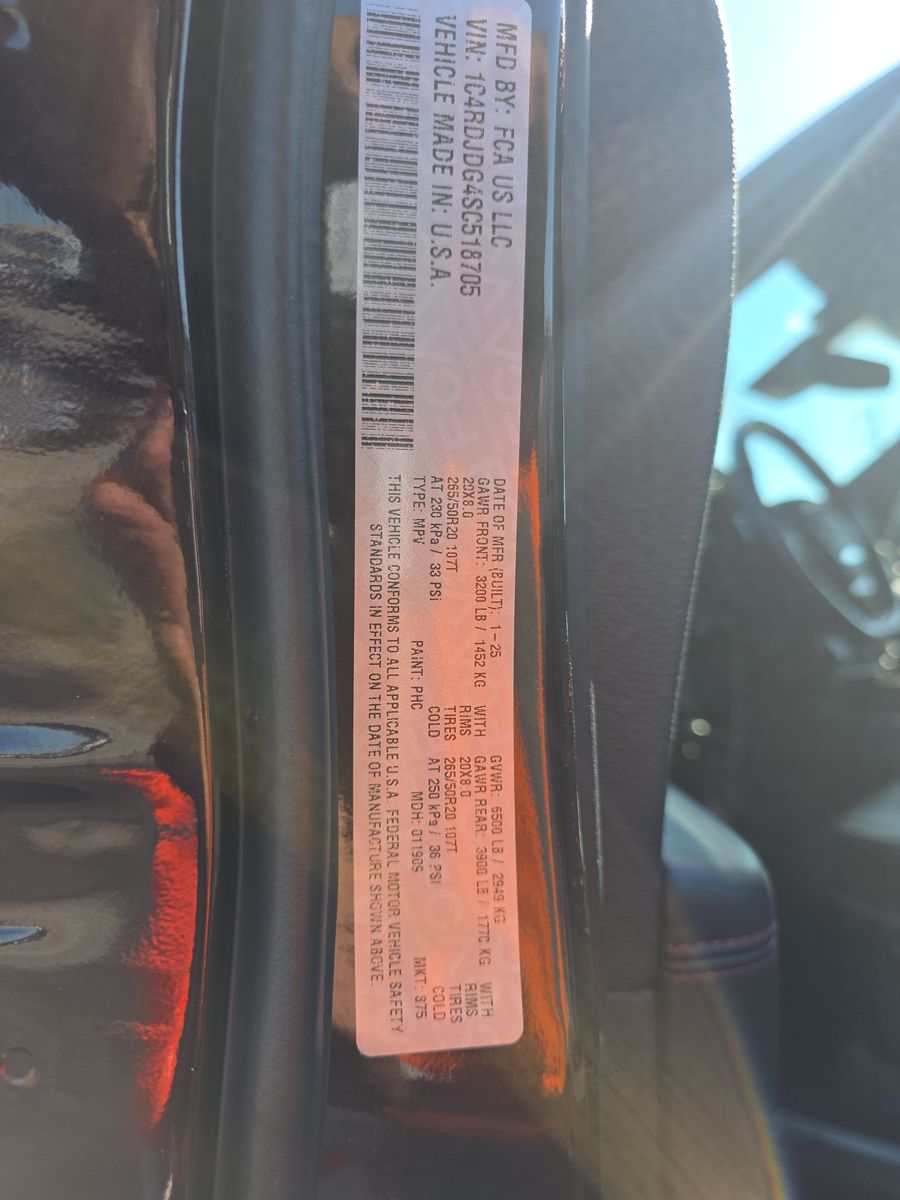 MFD BY: FCA US LLC
VIN: 1C4RDJDG4SC518705
VEHICLE MADE IN: U.S.A.
DATE OF MFR (BUILT): 1-25 GVWR: 6500 LB / 2949 KG
GAWR FRONT: 3200 LB / 1452 KG WITH GAWR REAR: 3900 LB / 1770 KG WITH
20X8.0 RIMS 20X8.0 RIMS
265/50R20 107T TIRES 265/50R20 107T TIRES
AT 230 kPa / 33 PSI COLD AT 250 kPa / 36 PSI COLD
TYPE: MPV PAINT: PHC MDH: 011909 MKT:
THIS VEHICLE CONFORMS TO ALL APPLICABLE U.S.A. FEDERAL MOTOR VEHICLE SAFETY
STANDARDS IN EFFECT ON THE DATE OF MANUFACTURE SHOWN ABOVE.